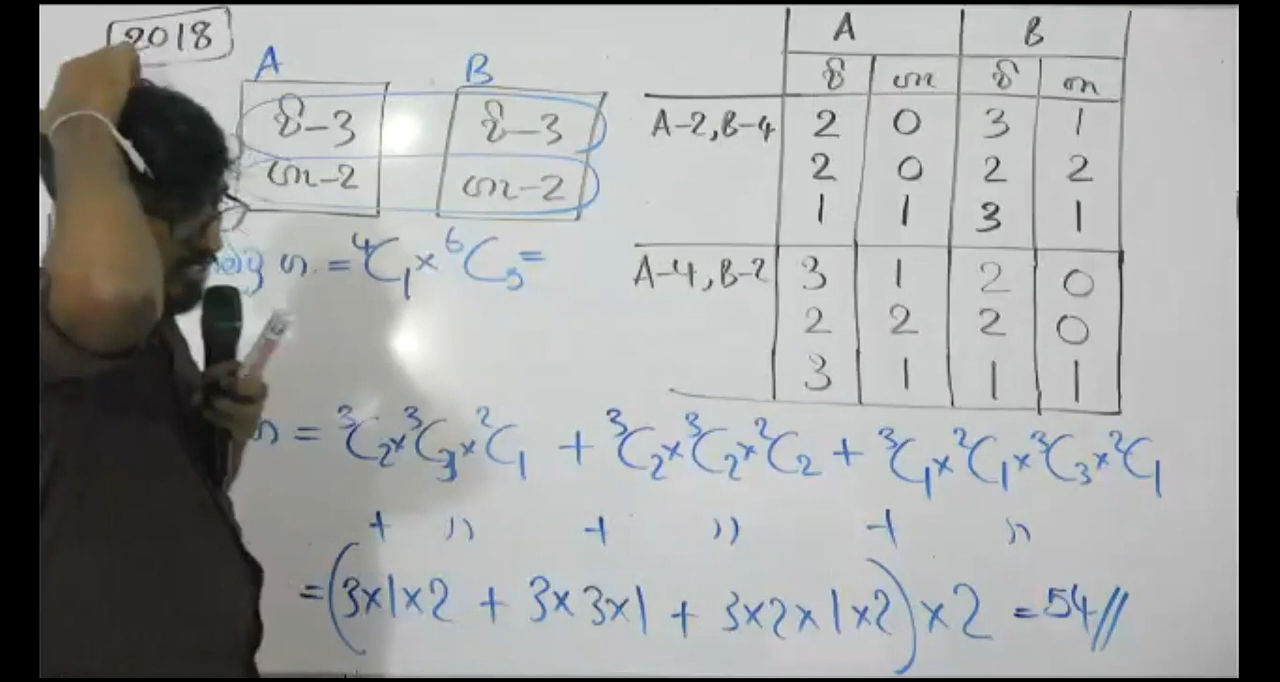 2018
A B
පි-3 පි-3
ගැ-2 ගැ-2
ගණ = ⁴C₁ × ⁶C₅ =
A B
පි ගැ පි ගැ
A-2, B-4 2 0 3 1
2 0 2 2
1 1 3 1
A-4, B-2 3 1 2 0
2 2 2 0
3 1 1 1
= ³C₂ × ³C₃ × ²C₁ + ³C₂ × ³C₂ × ²C₂ + ³C₁ × ²C₁ × ³C₃ × ²C₁
+ ,, + ,, + ,,
= (3×1×2 + 3×3×1 + 3×2×1×2) × 2 = 54//